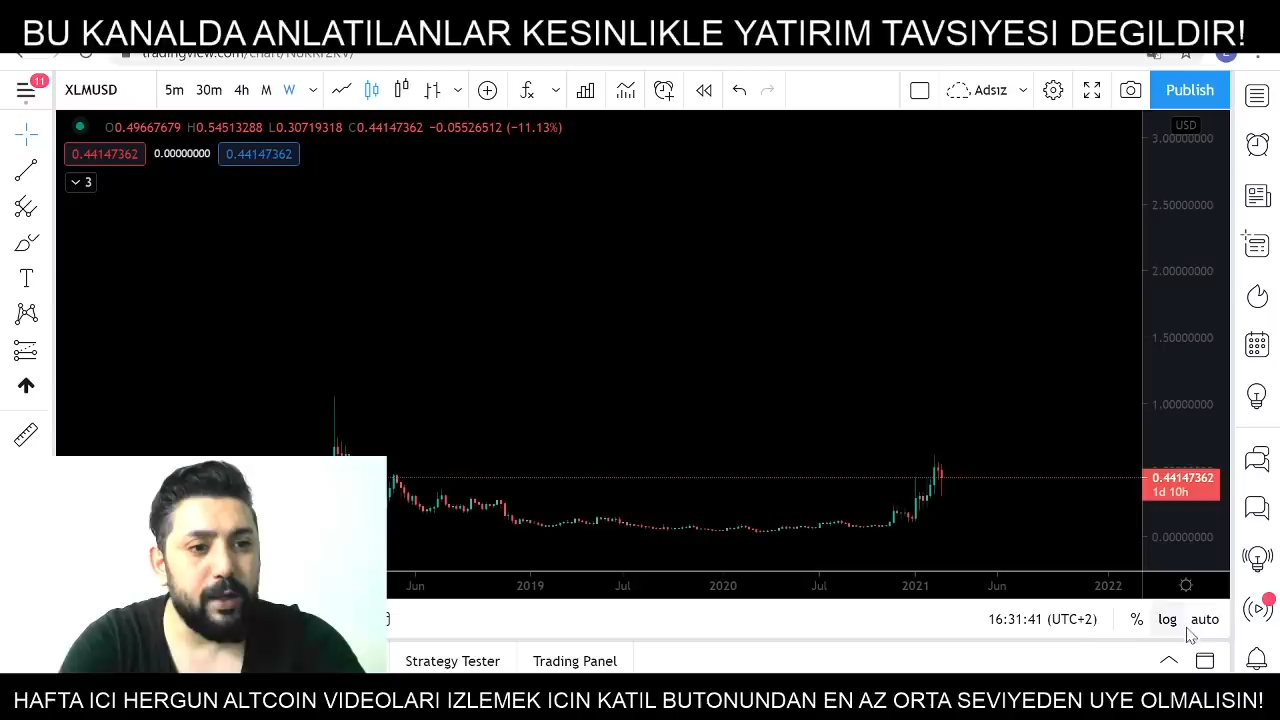 BU KANALDA ANLATILANLAR KESINLIKLE YATIRIM TAVSIYESI DEGILDIR!
11
XLMUSD 5m 30m 4h M W Adsız Publish
O0.49667679 H0.54513288 L0.30719318 C0.44147362 −0.05526512 (−11.13%)
USD
3.00000000
0.44147362 0.00000000 0.44147362
3
2.50000000
2.00000000
1.50000000
1.00000000
0.44147362
1d 10h
0.00000000
Jun 2019 Jul 2020 Jul 2021 Jun 2022
16:31:41 (UTC+2) % log auto
Strategy Tester Trading Panel
HAFTA ICI HERGUN ALTCOIN VIDEOLARI IZLEMEK ICIN KATIL BUTONUNDAN EN AZ ORTA SEVIYEDEN UYE OLMALISIN!